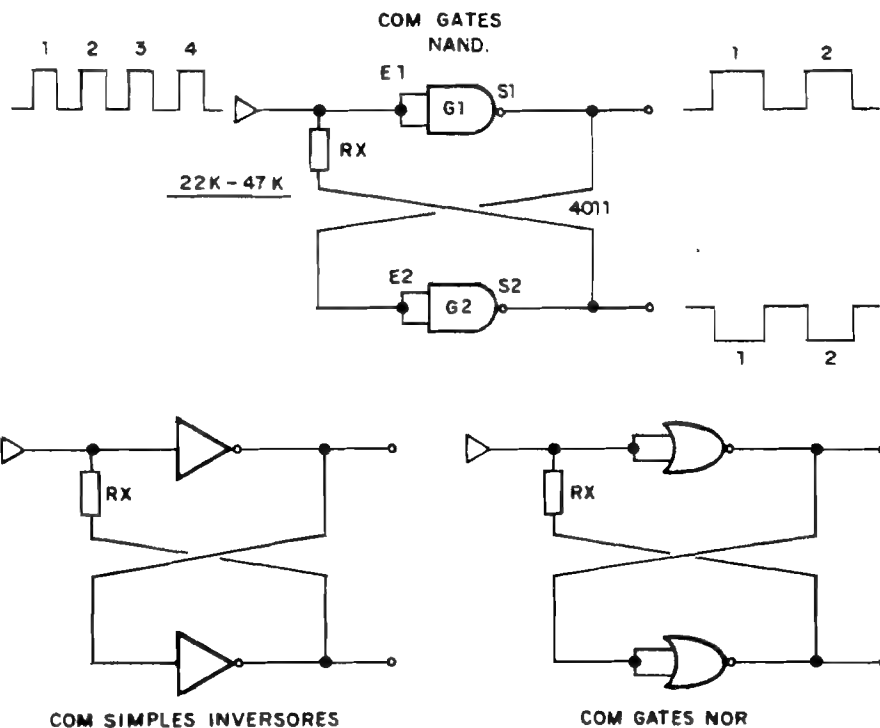 COM GATES
NAND.
1 2 3 4
E1
G1
S1
1 2
RX
22K-47K
4011
E2
G2
S2
1 2
RX
RX
COM SIMPLES INVERSORES
COM GATES NOR